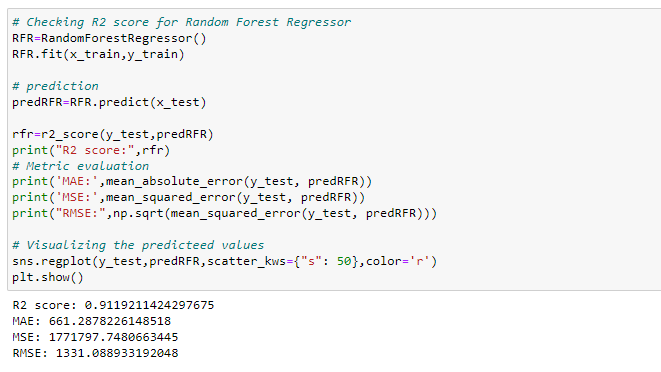 # Checking R2 score for Random Forest Regressor
RFR=RandomForestRegressor()
RFR.fit(x_train,y_train)
# prediction
predRFR=RFR.predict(x_test)
rfr=r2_score(y_test,predRFR)
print("R2 score:",rfr)
# Metric evaluation
print('MAE:',mean_absolute_error(y_test, predRFR))
print('MSE:',mean_squared_error(y_test, predRFR))
print("RMSE:",np.sqrt(mean_squared_error(y_test, predRFR)))
# Visualizing the predicteed values
sns.regplot(y_test,predRFR,scatter_kws={"s": 50},color='r')
plt.show()
R2 score: 0.9119211424297675
MAE: 661.2878226148518
MSE: 1771797.7480663445
RMSE: 1331.088933192048